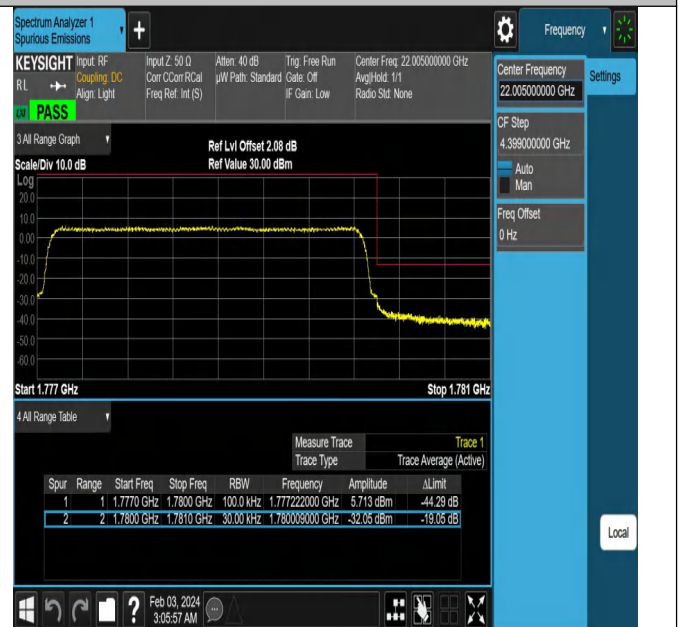 Spectrum Analyzer 1
Spurious Emissions
+
Frequency
KEYSIGHT
RL
Input: RF
Coupling: DC
Align: Light
Input Z: 50 Ω
Corr CCorr RCal
Freq Ref: Int (S)
Atten: 40 dB
µW Path: Standard
Trig: Free Run
Gate: Off
IF Gain: Low
Center Freq: 22.005000000 GHz
Avg|Hold: 1/1
Radio Std: None
LXI PASS
Center Frequency
22.005000000 GHz
Settings
CF Step
4.399000000 GHz
Auto
Man
Freq Offset
0 Hz
3 All Range Graph
Ref Lvl Offset 2.08 dB
Scale/Div 10.0 dB Ref Value 30.00 dBm
Log
20.0
10.0
0.00
-10.0
-20.0
-30.0
-40.0
-50.0
-60.0
Start 1.777 GHz Stop 1.781 GHz
4 All Range Table
Measure Trace Trace 1
Trace Type Trace Average (Active)
Spur Range Start Freq Stop Freq RBW Frequency Amplitude ΔLimit
1 1 1.7770 GHz 1.7800 GHz 100.0 kHz 1.777222000 GHz 5.713 dBm -44.29 dB
2 2 1.7800 GHz 1.7810 GHz 30.00 kHz 1.780009000 GHz -32.05 dBm -19.05 dB
Local
?
Feb 03, 2024
3:05:57 AM